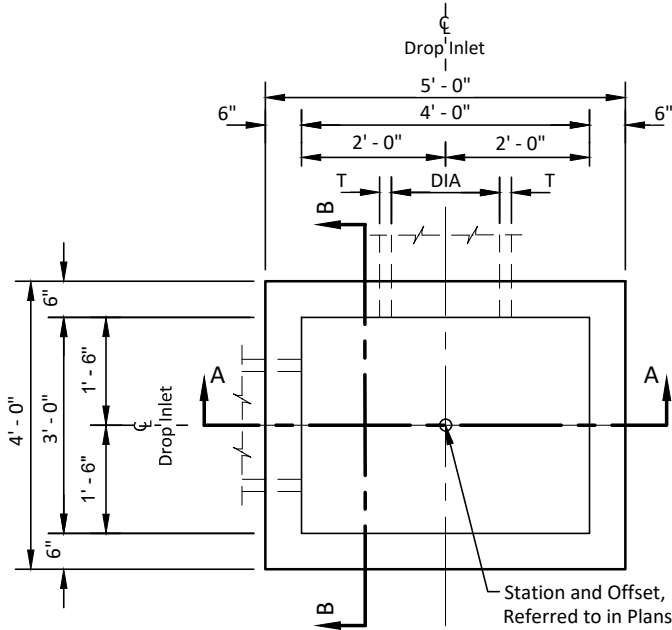 ℄
Drop Inlet
5' - 0"
6" 4' - 0" 6"
2' - 0" 2' - 0"
T DIA T
B
6"
A A
4' - 0"
3' - 0"
1' - 6"
℄
Drop Inlet
1' - 6"
6"
B
Station and Offset,
Referred to in Plans